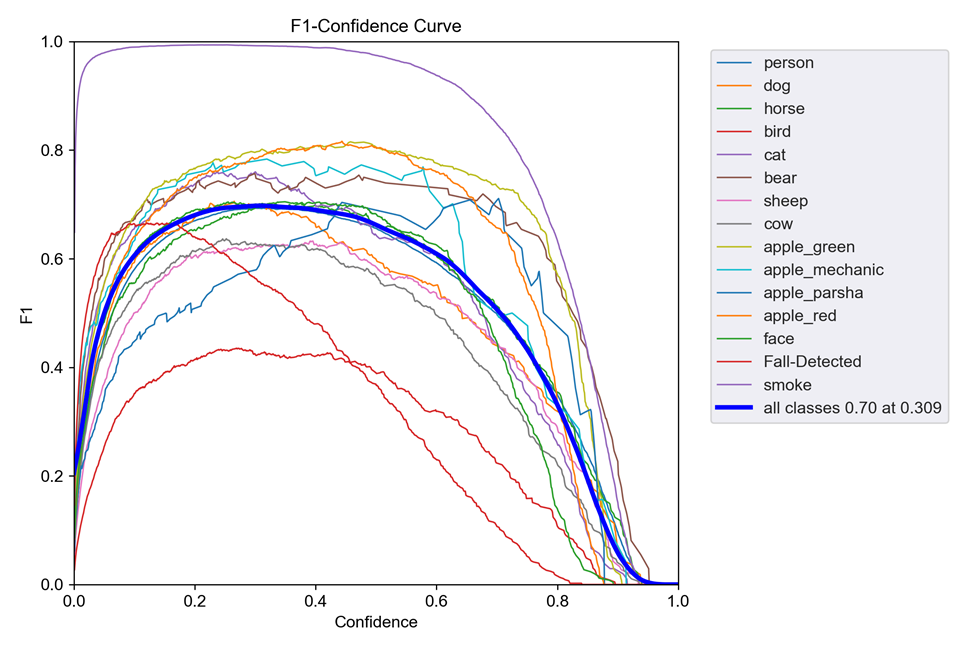 F1-Confidence Curve
1.0
0.8
0.6
0.4
0.2
0.0
F1
0.0 0.2 0.4 0.6 0.8 1.0
Confidence
person
dog
horse
bird
cat
bear
sheep
cow
apple_green
apple_mechanic
apple_parsha
apple_red
face
Fall-Detected
smoke
all classes 0.70 at 0.309